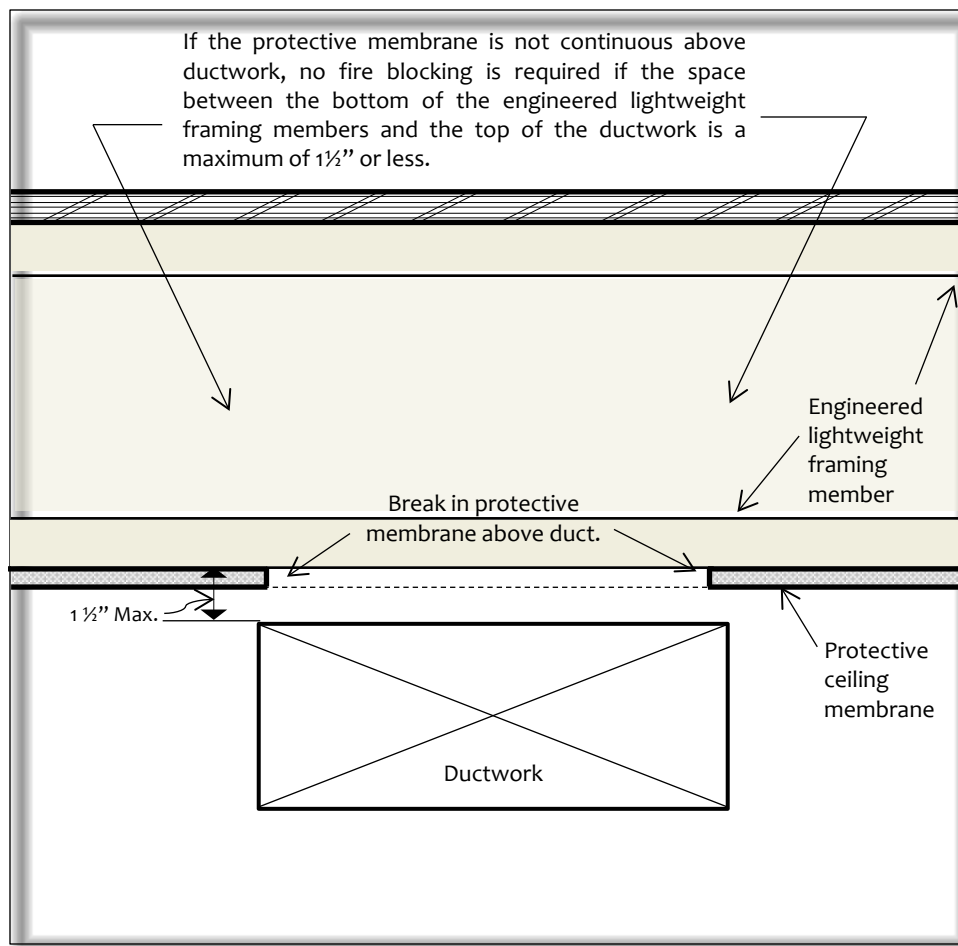 If the protective membrane is not continuous above
ductwork, no fire blocking is required if the space
between the bottom of the engineered lightweight
framing members and the top of the ductwork is a
maximum of 1½” or less.
Engineered
lightweight
framing
member
Break in protective
membrane above duct.
1 ½” Max.
Protective
ceiling
membrane
Ductwork